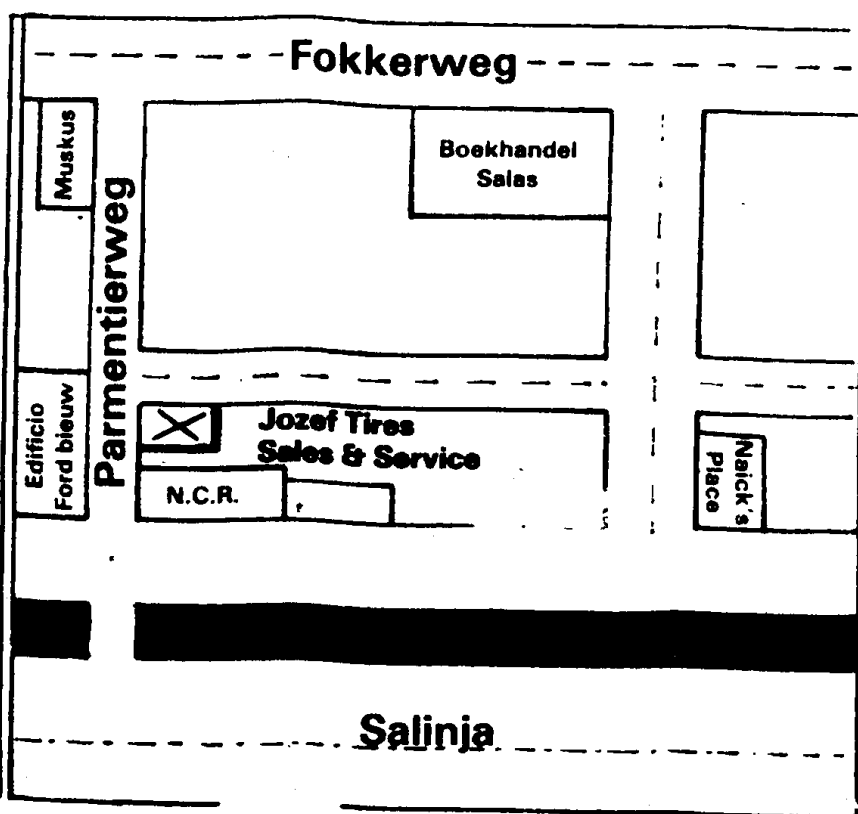 Fokkerweg
Muskus
Boekhandel
Salas
Parmentierweg
Edificio
Ford bieuw
Jozef Tires
Sales & Service
N.C.R.
Naick's
Place
Salinja